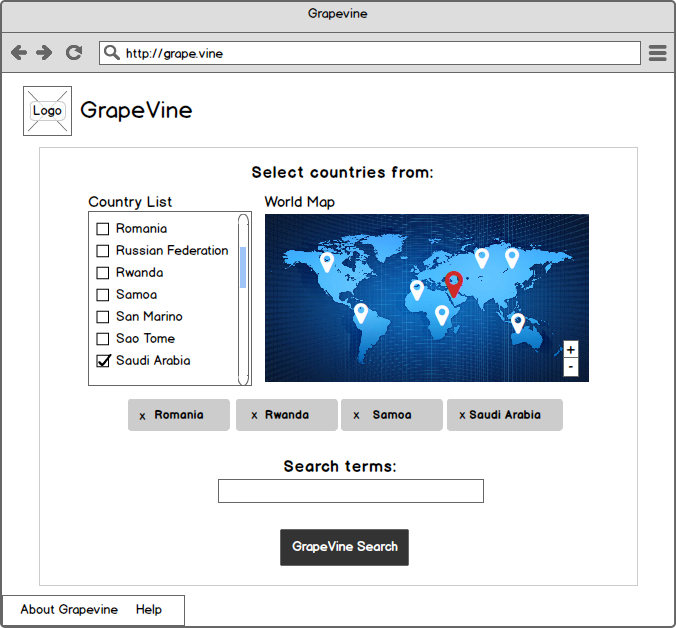 Grapevine
http://grape.vine
Logo
GrapeVine
Select countries from:
Country List
World Map
Romania
Russian Federation
Rwanda
Samoa
San Marino
Sao Tome
Saudi Arabia
+
-
x Romania x Rwanda x Samoa x Saudi Arabia
Search terms:
GrapeVine Search
About Grapevine Help